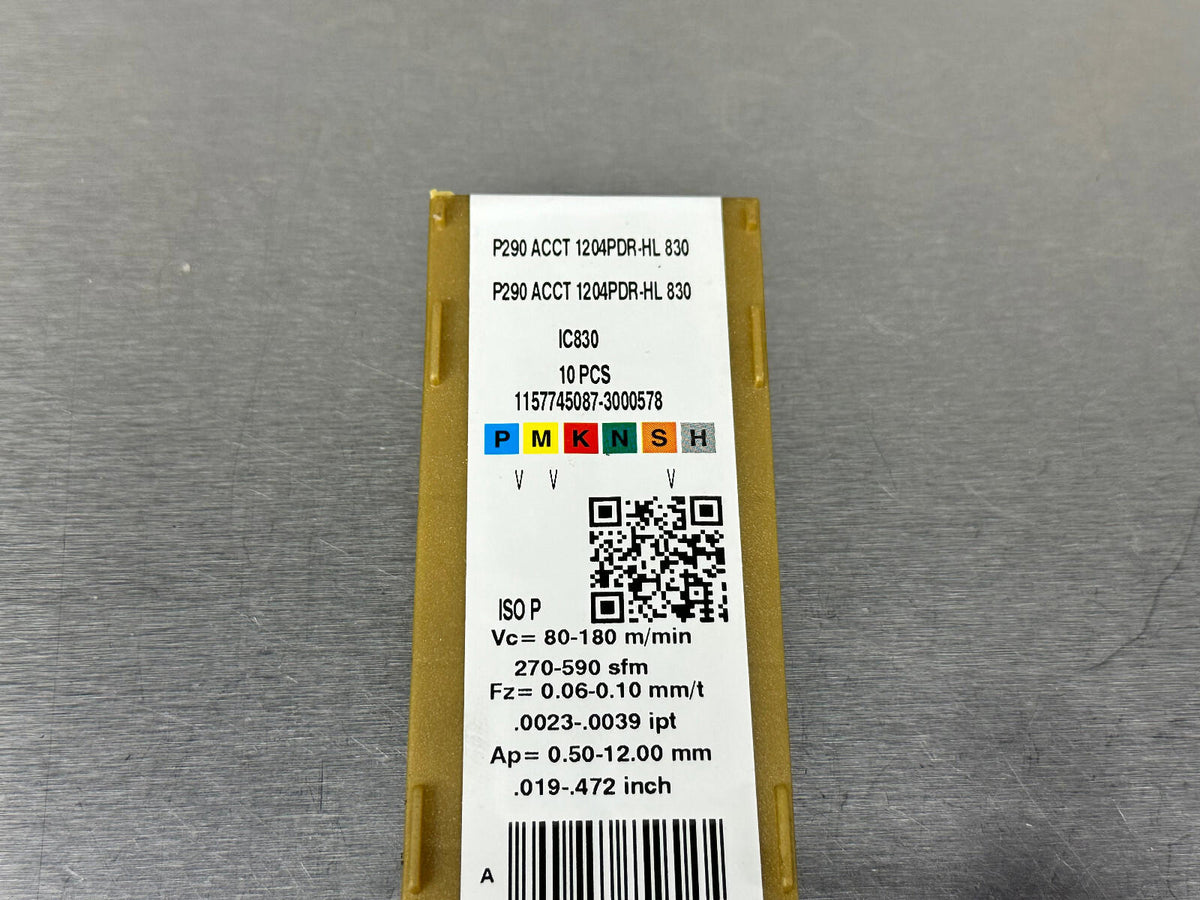 P290 ACCT 1204PDR-HL 830
P290 ACCT 1204PDR-HL 830
IC830
10 PCS
1157745087-3000578
P M K N S H
V V V
ISO P
Vc= 80-180 m/min
270-590 sfm
Fz= 0.06-0.10 mm/t
.0023-.0039 ipt
Ap= 0.50-12.00 mm
.019-.472 inch
A